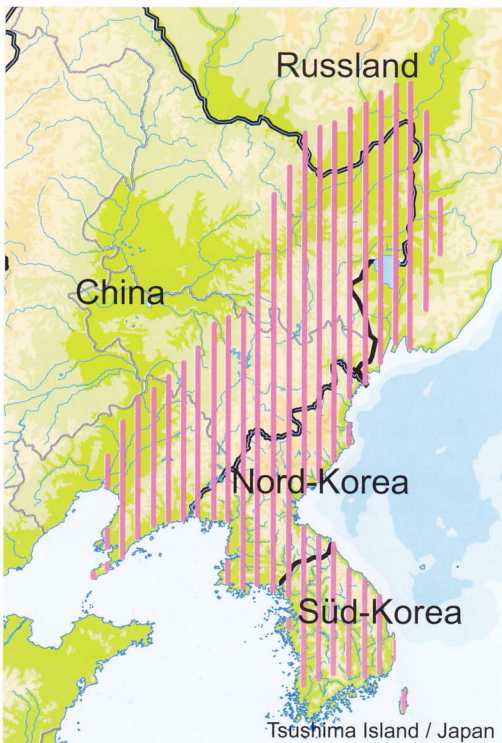 Russland
China
Nord-Korea
Süd-Korea
Tsushima Island / Japan